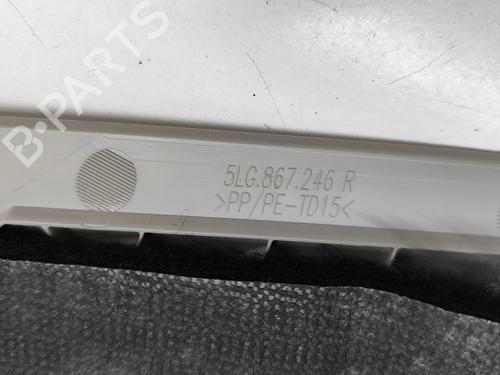 B-PARTS
5LG.867.246 R
>PP/PE-TD15<